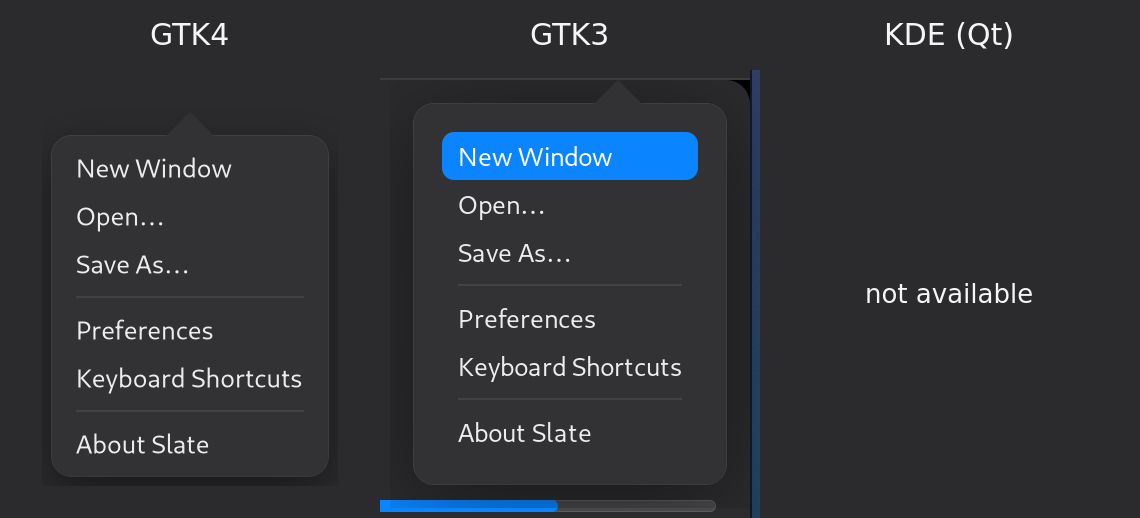 GTK4
New Window
Open...
Save As...
Preferences
Keyboard Shortcuts
About Slate
GTK3
New Window
Open...
Save As...
Preferences
Keyboard Shortcuts
About Slate
KDE (Qt)
not available